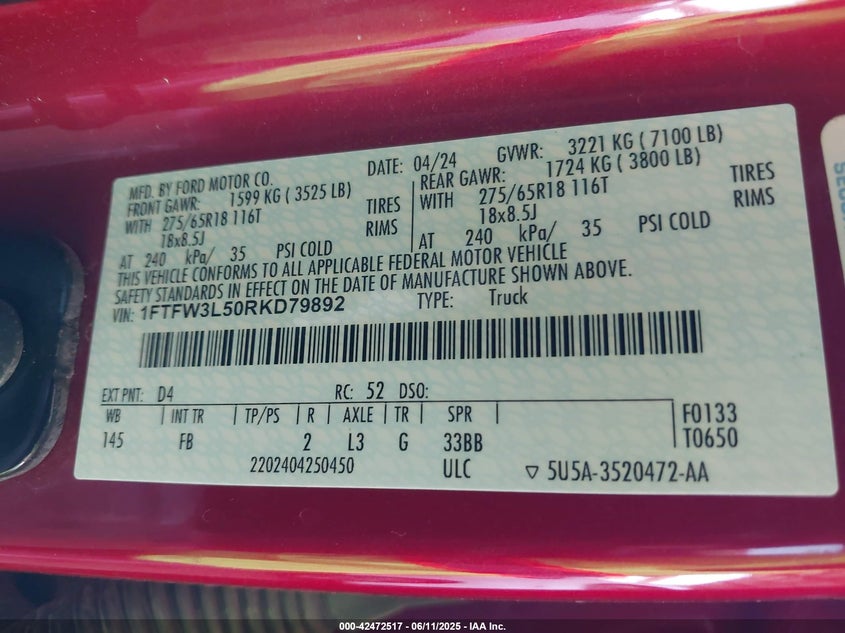 MFD. BY FORD MOTOR CO. DATE: 04/24 GVWR: 3221 KG ( 7100 LB)
FRONT GAWR: 1599 KG ( 3525 LB) REAR GAWR: 1724 KG ( 3800 LB)
WITH 275/65R18 116T TIRES WITH 275/65R18 116T TIRES
18x8.5J RIMS 18x8.5J RIMS
AT 240 kPa/ 35 PSI COLD AT 240 kPa/ 35 PSI COLD
THIS VEHICLE CONFORMS TO ALL APPLICABLE FEDERAL MOTOR VEHICLE
SAFETY STANDARDS IN EFFECT ON THE DATE OF MANUFACTURE SHOWN ABOVE.
VIN: 1FTFW3L50RKD79892 TYPE: Truck
EXT PNT: D4 RC: 52 DSO:
WB | INT TR | TP/PS | R | AXLE | TR | SPR | F0133
145 FB 2 L3 G 33BB T0650
2202404250450 ULC ▽ 5U5A-3520472-AA
000-42472517 - 06/11/2025 - IAA Inc.